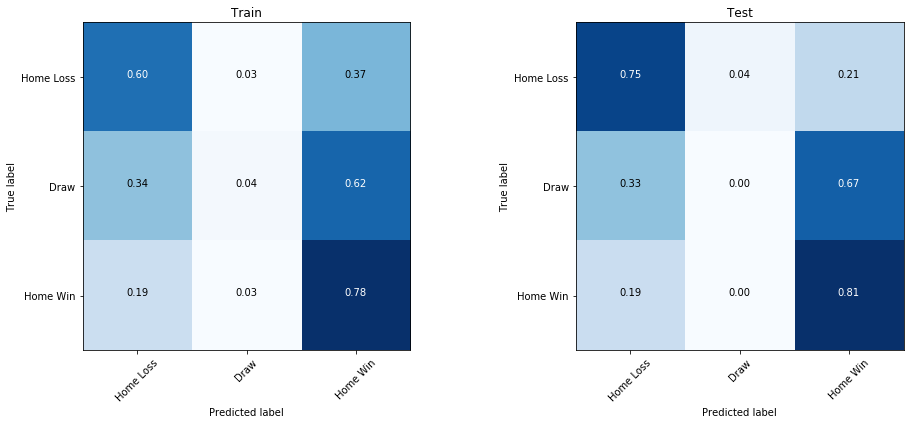 Train
Home Loss 0.60 0.03 0.37
Draw 0.34 0.04 0.62
Home Win 0.19 0.03 0.78
True label
Home Loss Draw Home Win
Predicted label
Test
Home Loss 0.75 0.04 0.21
Draw 0.33 0.00 0.67
Home Win 0.19 0.00 0.81
True label
Home Loss Draw Home Win
Predicted label